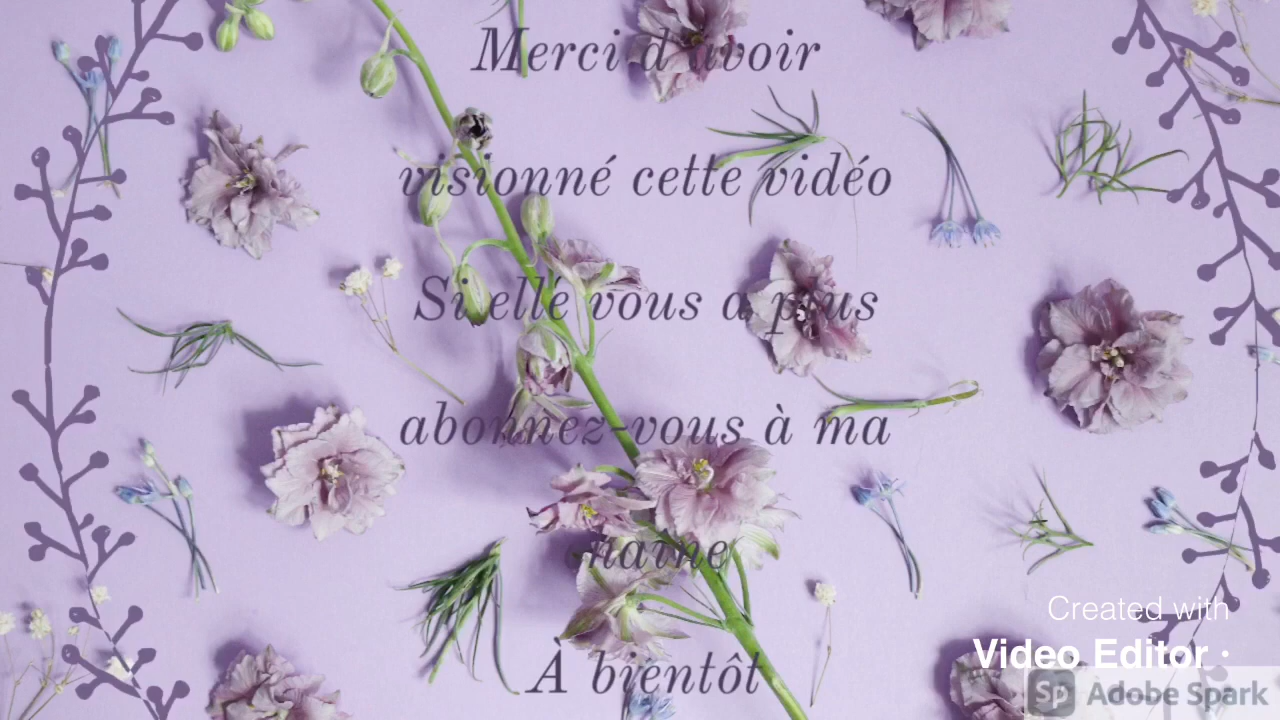 Merci d'avoir
visionné cette vidéo
Si elle vous a plus
abonnez-vous à ma
chaîne
À bientôt
Created with
Video Editor ·
Sp Adobe Spark